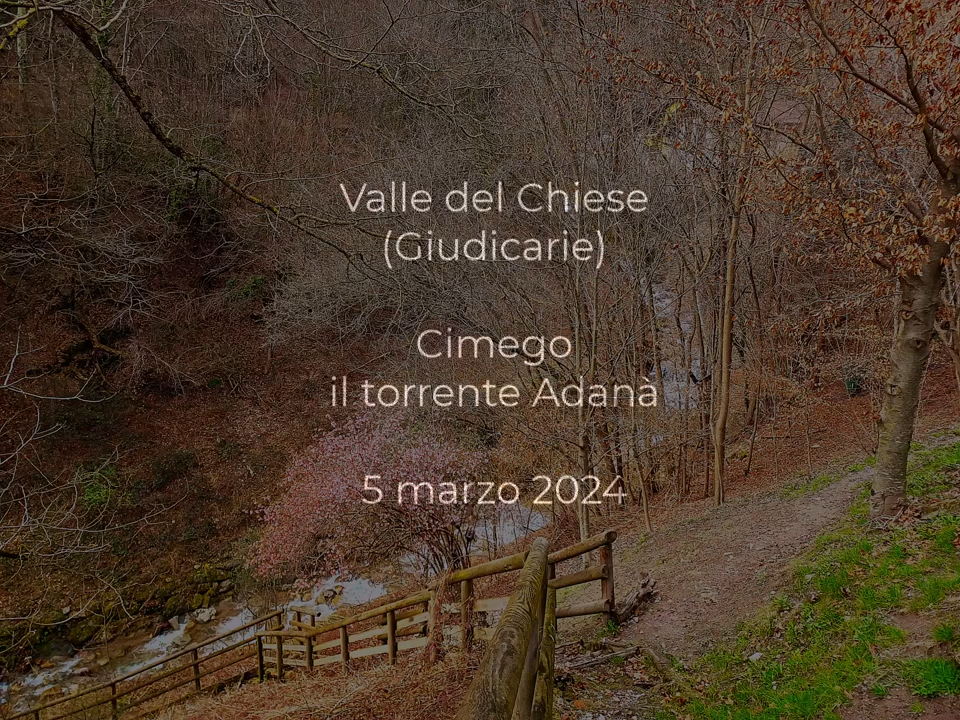 Valle del Chiese
(Giudicarie)
Cimego
il torrente Adanà
5 marzo 2024